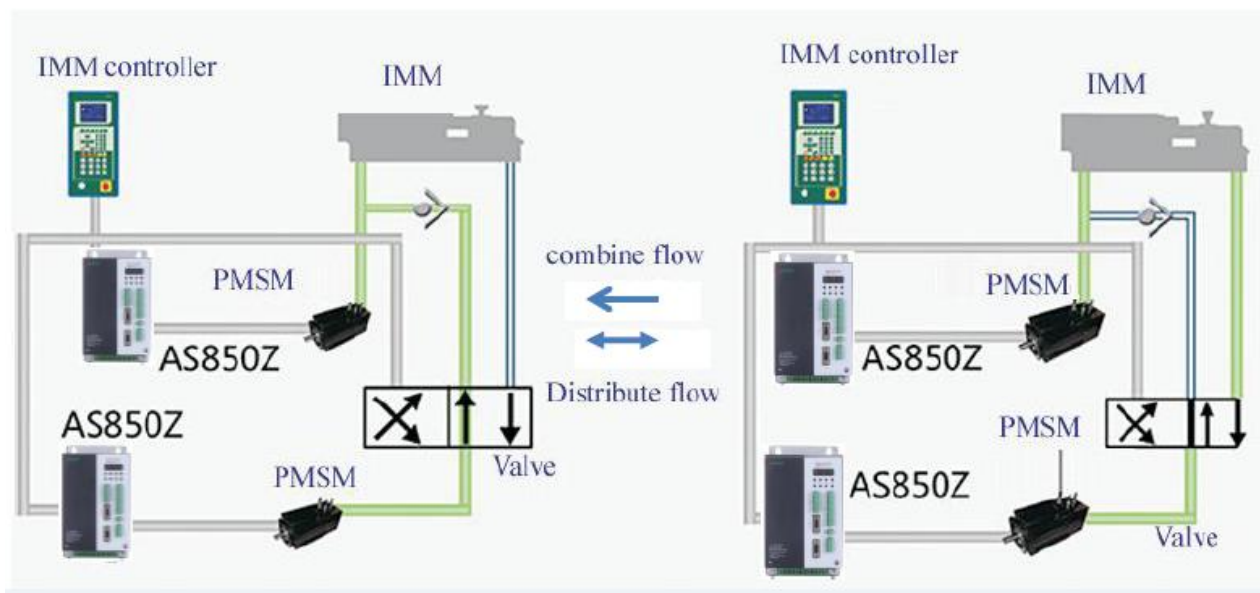 IMM controller
IMM
PMSM
AS850Z
AS850Z
PMSM
Valve
combine flow
Distribute flow
IMM controller
IMM
PMSM
AS850Z
PMSM
AS850Z
Valve